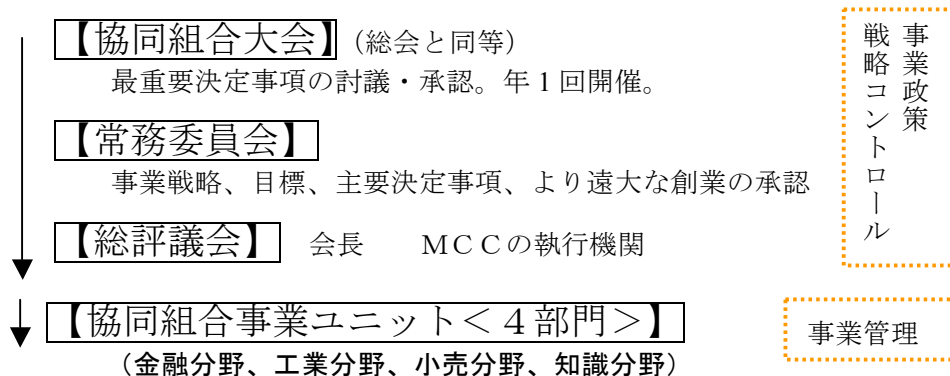 【協同組合大会】(総会と同等)
最重要決定事項の討議・承認。年1回開催。
【常務委員会】
事業戦略、目標、主要決定事項、より遠大な創業の承認
【総評議会】 会長 MCCの執行機関
事業政策
戦略コントロール
【協同組合事業ユニット<4部門>】
(金融分野、工業分野、小売分野、知識分野)
事業管理